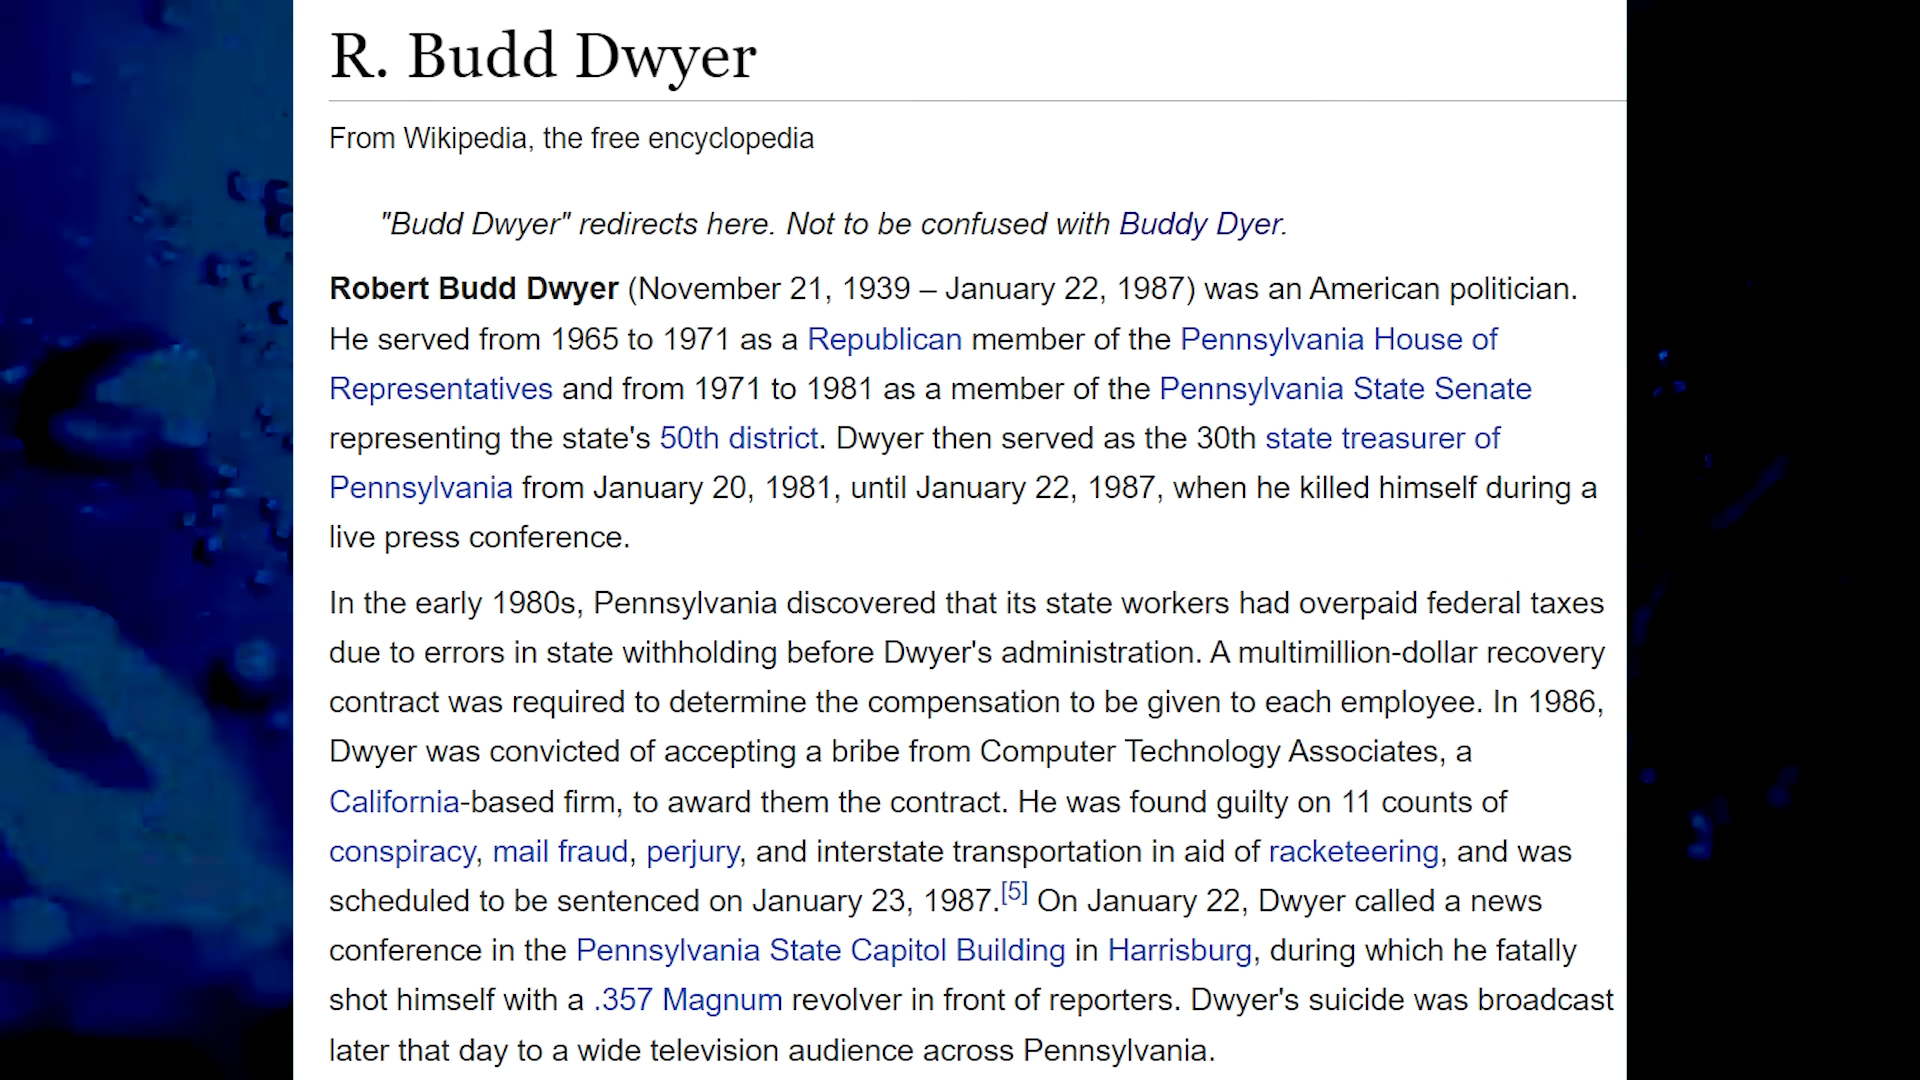 R. Budd Dwyer
From Wikipedia, the free encyclopedia
"Budd Dwyer" redirects here. Not to be confused with Buddy Dyer.
Robert Budd Dwyer (November 21, 1939 – January 22, 1987) was an American politician.
He served from 1965 to 1971 as a Republican member of the Pennsylvania House of
Representatives and from 1971 to 1981 as a member of the Pennsylvania State Senate
representing the state's 50th district. Dwyer then served as the 30th state treasurer of
Pennsylvania from January 20, 1981, until January 22, 1987, when he killed himself during a
live press conference.
In the early 1980s, Pennsylvania discovered that its state workers had overpaid federal taxes
due to errors in state withholding before Dwyer's administration. A multimillion-dollar recovery
contract was required to determine the compensation to be given to each employee. In 1986,
Dwyer was convicted of accepting a bribe from Computer Technology Associates, a
California-based firm, to award them the contract. He was found guilty on 11 counts of
conspiracy, mail fraud, perjury, and interstate transportation in aid of racketeering, and was
scheduled to be sentenced on January 23, 1987.[5] On January 22, Dwyer called a news
conference in the Pennsylvania State Capitol Building in Harrisburg, during which he fatally
shot himself with a .357 Magnum revolver in front of reporters. Dwyer's suicide was broadcast
later that day to a wide television audience across Pennsylvania.